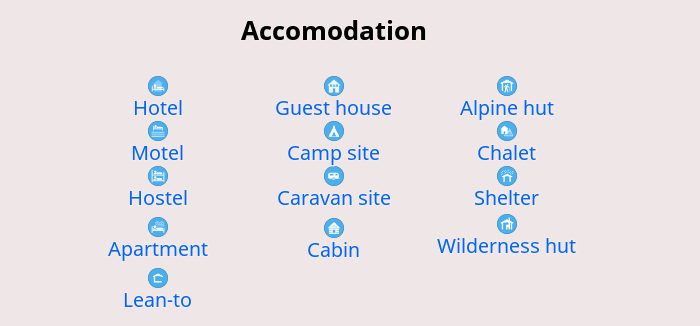 Accomodation
Hotel
Guest house
Alpine hut
Motel
Camp site
Chalet
Hostel
Caravan site
Shelter
Apartment
Cabin
Wilderness hut
Lean-to